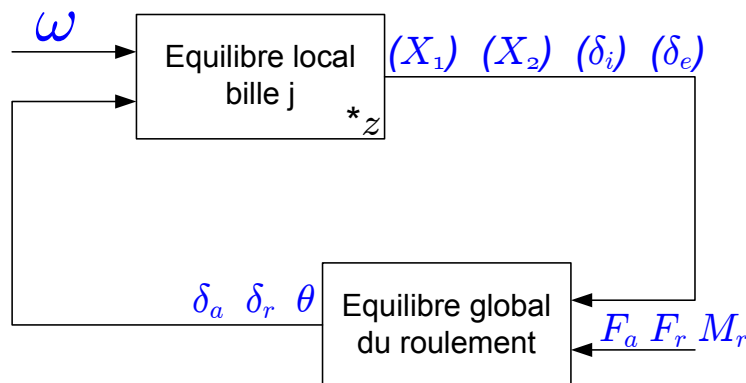 ω
Equilibre local
bille j
*z
(X₁) (X₂) (δᵢ) (δₑ)
δₐ δᵣ θ
Equilibre global
du roulement
Fₐ Fᵣ Mᵣ